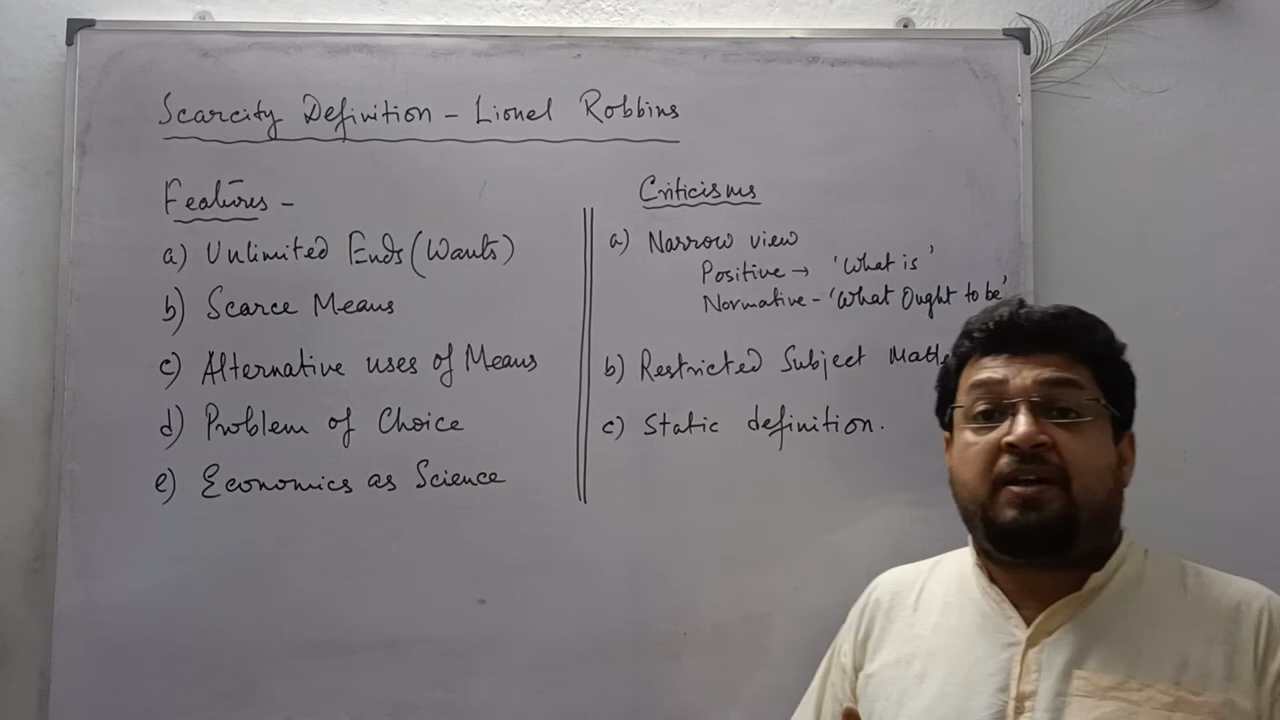 Scarcity Definition - Lionel Robbins
Features -
a) Unlimited Ends (Wants)
b) Scarce Means
c) Alternative uses of Means
d) Problem of Choice
e) Economics as Science
Criticisms
a) Narrow view
Positive → 'What is'
Normative - 'What Ought to be'
b) Restricted Subject
c) Static definition.